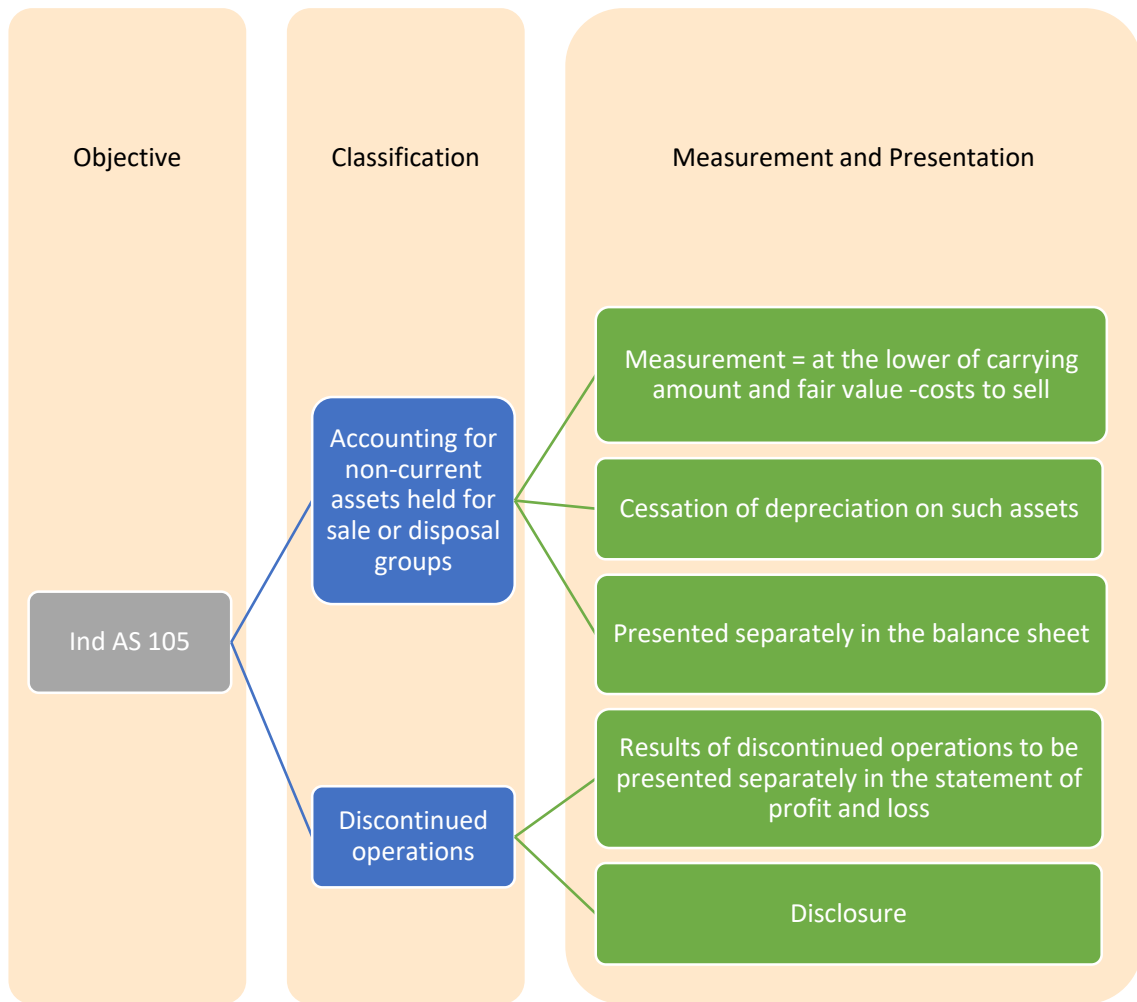 Objective
Classification
Measurement and Presentation
Ind AS 105
Accounting for
non-current
assets held for
sale or disposal
groups
Discontinued
operations
Measurement = at the lower of carrying
amount and fair value -costs to sell
Cessation of depreciation on such assets
Presented separately in the balance sheet
Results of discontinued operations to be
presented separately in the statement of
profit and loss
Disclosure